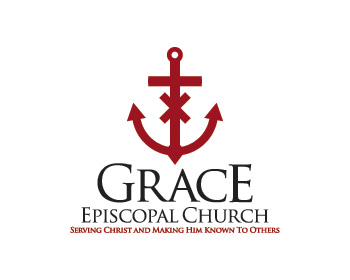 GRACE
EPISCOPAL CHURCH
SERVING CHRIST AND MAKING HIM KNOWN TO OTHERS